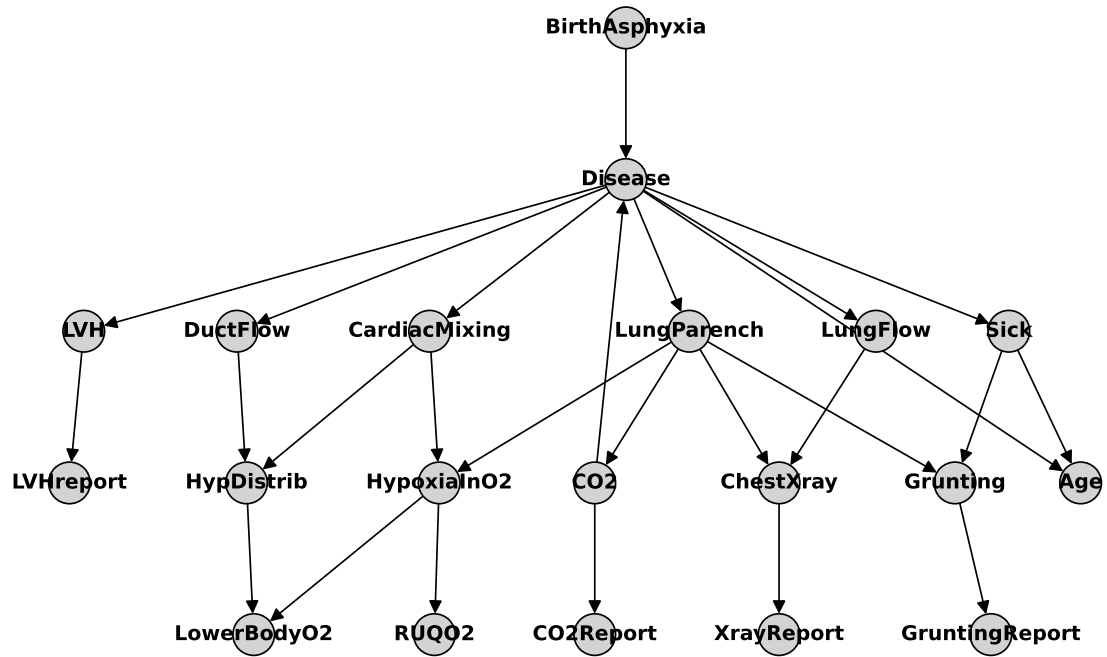 BirthAsphyxia
Disease
LVH DuctFlow CardiacMixing LungParench LungFlow Sick
LVHreport HypDistrib HypoxiaInO2 CO2 ChestXray Grunting Age
LowerBodyO2 RUQO2 CO2Report XrayReport GruntingReport